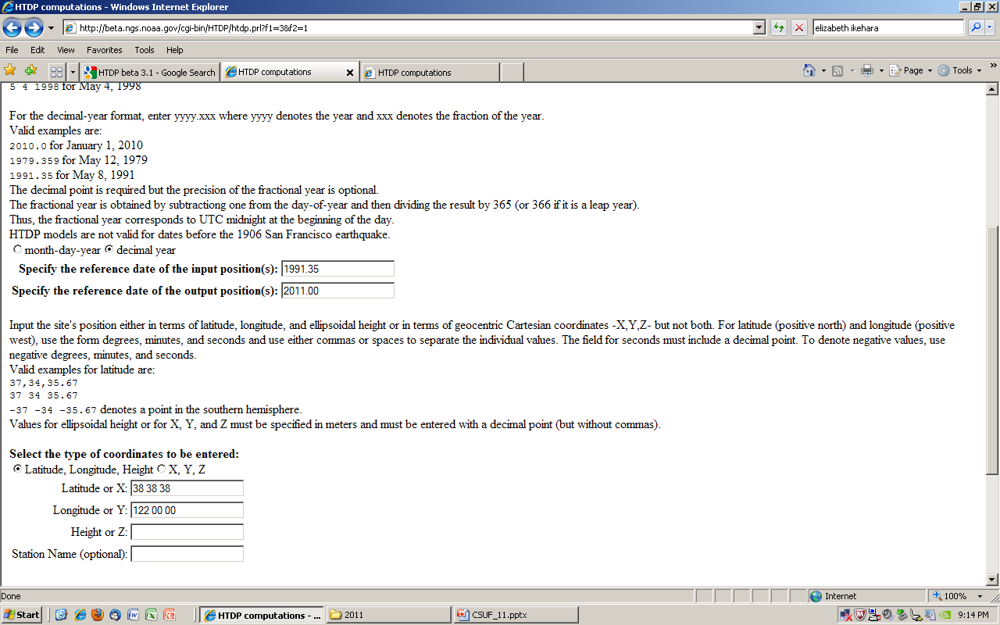 HTDP computations - Windows Internet Explorer
http://beta.ngs.noaa.gov/cgi-bin/HTDP/htdp.prl?f1=3&f2=1
elizabeth ikehara
File Edit View Favorites Tools Help
HTDP beta 3.1 - Google Search
HTDP computations
HTDP computations
Page Tools
5 4 1998 for May 4, 1998
For the decimal-year format, enter yyyy.xxx where yyyy denotes the year and xxx denotes the fraction of the year.
Valid examples are:
2010.0 for January 1, 2010
1979.359 for May 12, 1979
1991.35 for May 8, 1991
The decimal point is required but the precision of the fractional year is optional.
The fractional year is obtained by subtractiong one from the day-of-year and then dividing the result by 365 (or 366 if it is a leap year).
Thus, the fractional year corresponds to UTC midnight at the beginning of the day.
HTDP models are not valid for dates before the 1906 San Francisco earthquake.
month-day-year decimal year
Specify the reference date of the input position(s): 1991.35
Specify the reference date of the output position(s): 2011.00
Input the site's position either in terms of latitude, longitude, and ellipsoidal height or in terms of geocentric Cartesian coordinates -X,Y,Z- but not both. For latitude (positive north) and longitude (positive
west), use the form degrees, minutes, and seconds and use either commas or spaces to separate the individual values. The field for seconds must include a decimal point. To denote negative values, use
negative degrees, minutes, and seconds.
Valid examples for latitude are:
37,34,35.67
37 34 35.67
-37 -34 -35.67 denotes a point in the southern hemisphere.
Values for ellipsoidal height or for X, Y, and Z must be specified in meters and must be entered with a decimal point (but without commas).
Select the type of coordinates to be entered:
Latitude, Longitude, Height X, Y, Z
Latitude or X: 38 38 38
Longitude or Y: 122 00 00
Height or Z:
Station Name (optional):
Done
Internet
100%
Start
HTDP computations - ...
2011
CSUF_11.pptx
9:14 PM